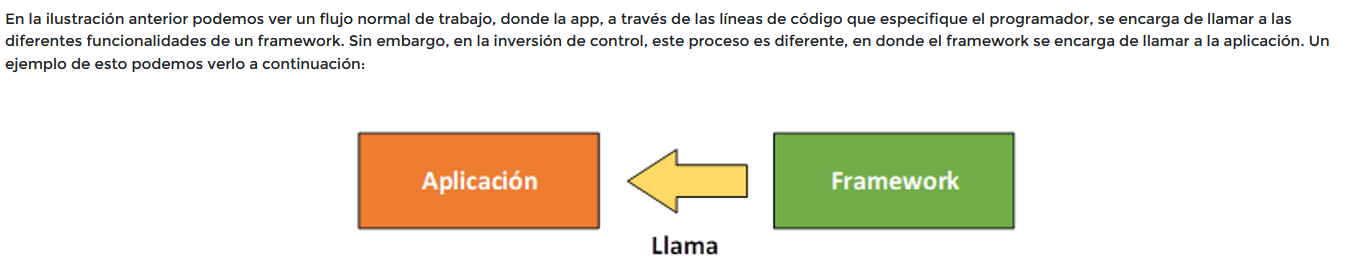 En la ilustración anterior podemos ver un flujo normal de trabajo, donde la app, a través de las líneas de código que especifique el programador, se encarga de llamar a las
diferentes funcionalidades de un framework. Sin embargo, en la inversión de control, este proceso es diferente, en donde el framework se encarga de llamar a la aplicación. Un
ejemplo de esto podemos verlo a continuación:
Aplicación
Framework
Llama